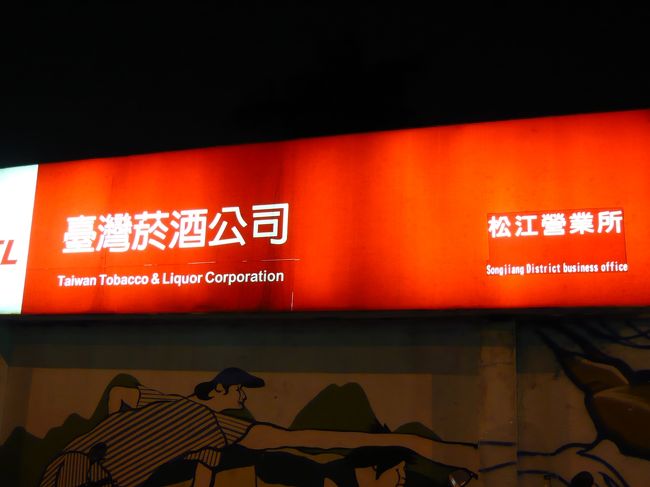 臺灣菸酒公司
Taiwan Tobacco & Liquor Corporation
松江營業所
Songjiang District business office